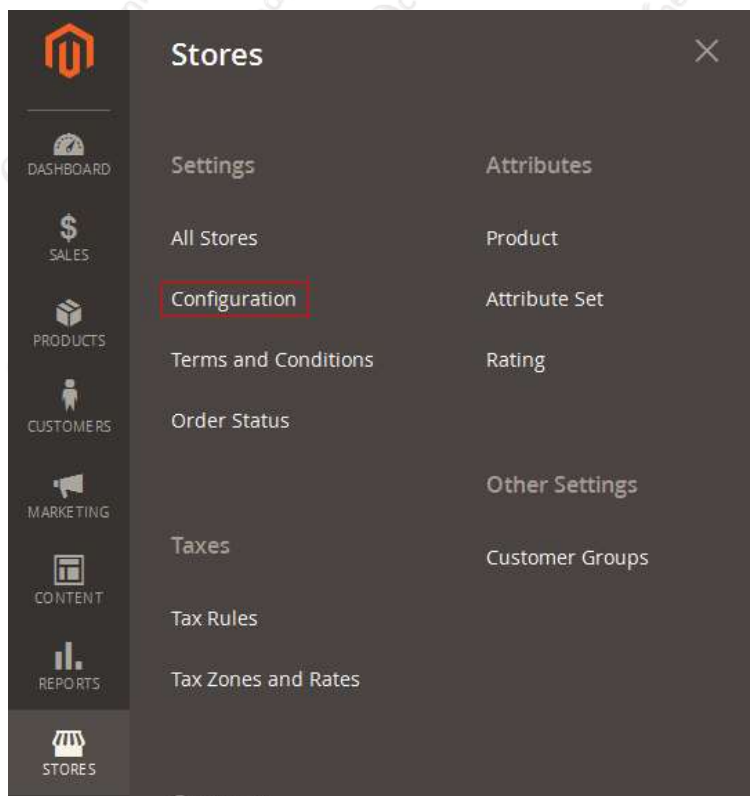 Stores
DASHBOARD
SALES
PRODUCTS
CUSTOMERS
MARKETING
CONTENT
REPORTS
STORES
Settings
All Stores
Configuration
Terms and Conditions
Order Status
Taxes
Tax Rules
Tax Zones and Rates
Attributes
Product
Attribute Set
Rating
Other Settings
Customer Groups